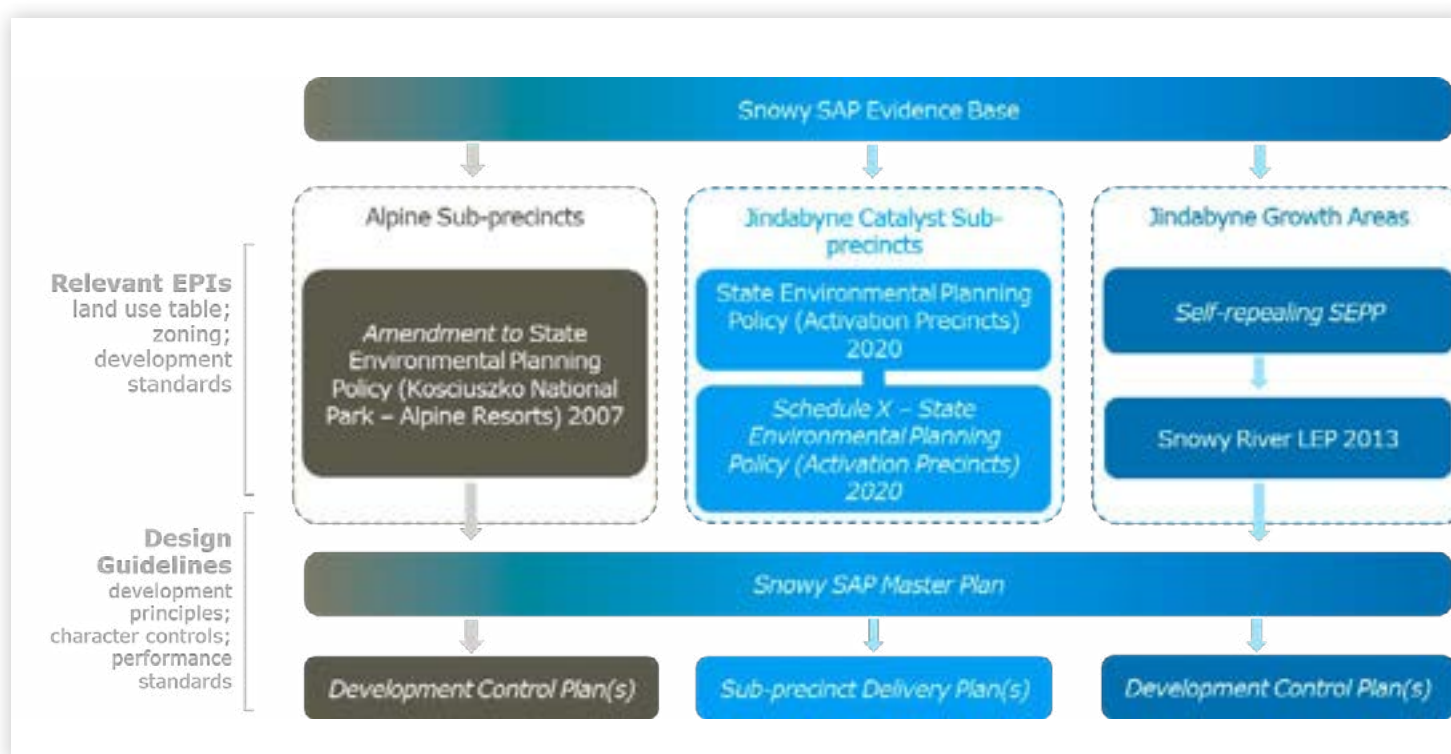 Snowy SAP Evidence Base
Alpine Sub-precincts
Jindabyne Catalyst Sub-
precincts
Jindabyne Growth Areas
Relevant EPIs
land use table;
zoning;
development
standards
Amendment to State
Environmental Planning
Policy (Kosciuszko National
Park – Alpine Resorts) 2007
State Environmental Planning
Policy (Activation Precincts)
2020
Schedule X – State
Environmental Planning
Policy (Activation Precincts)
2020
Self-repealing SEPP
Snowy River LEP 2013
Design
Guidelines
development
principles;
character controls;
performance
standards
Snowy SAP Master Plan
Development Control Plan(s)
Sub-precinct Delivery Plan(s)
Development Control Plan(s)